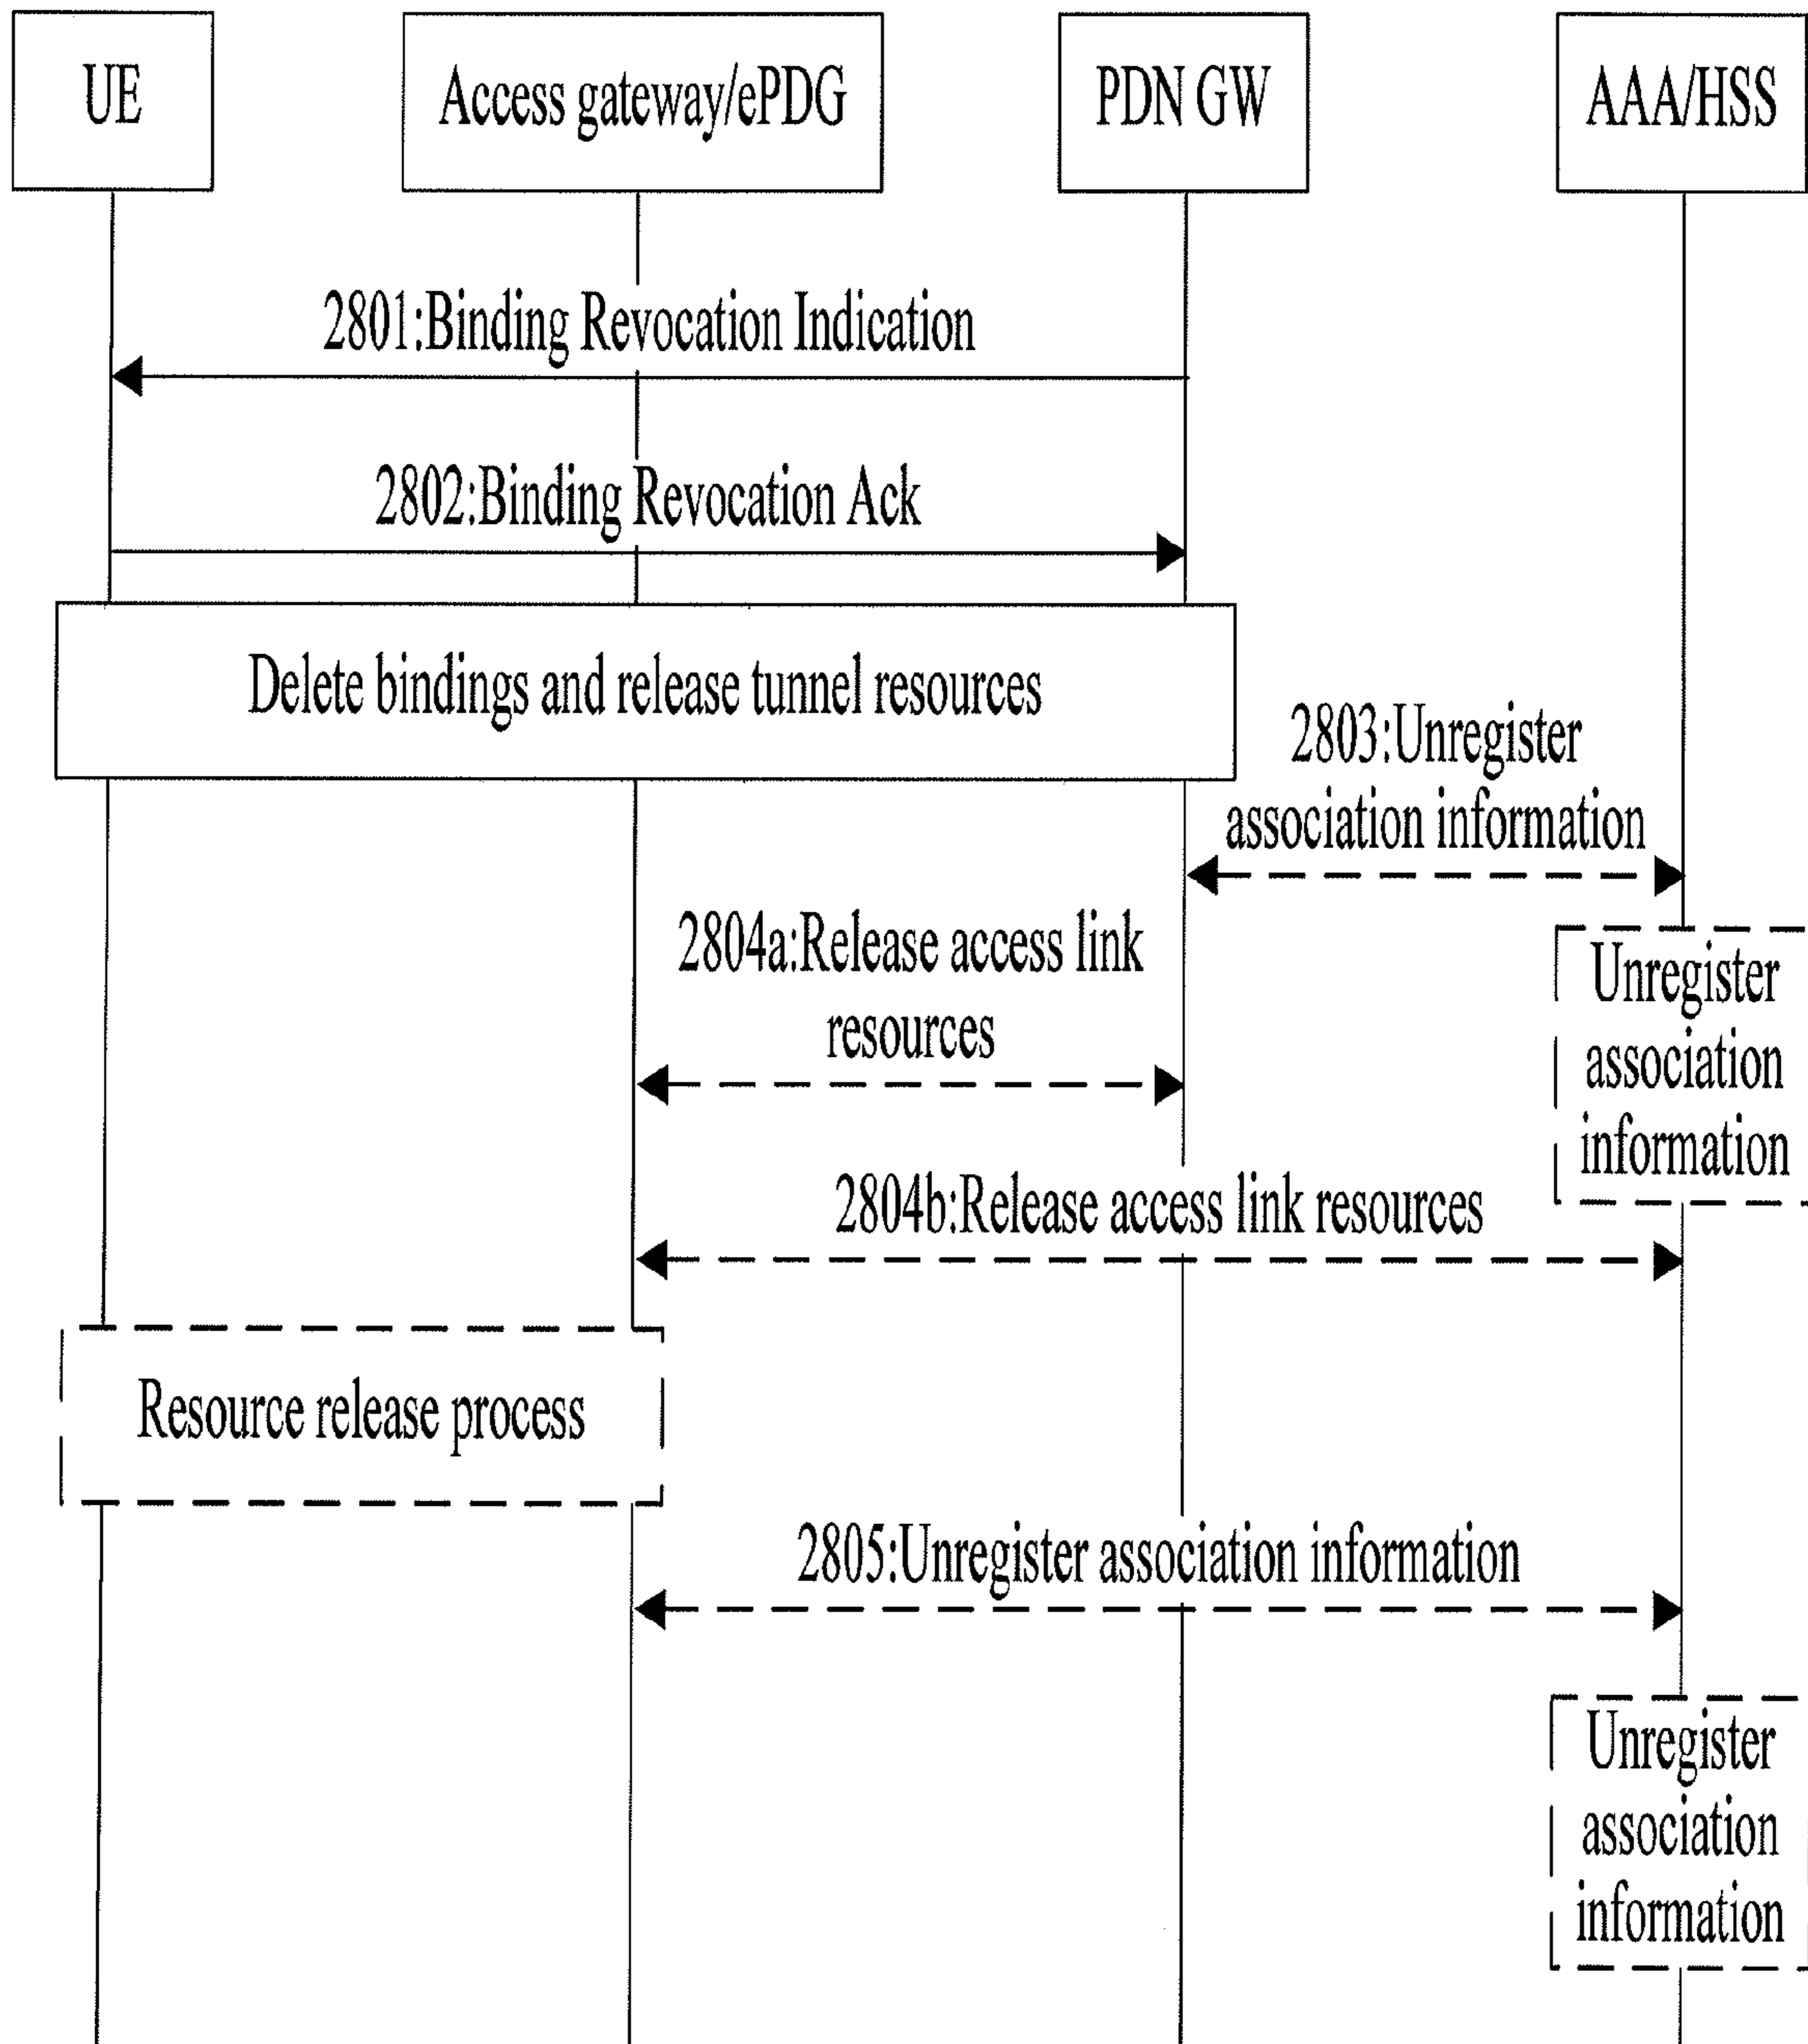 UE
Access gateway/ePDG
PDN GW
AAA/HSS
2801:Binding Revocation Indication
2802:Binding Revocation Ack
Delete bindings and release tunnel resources
2803:Unregister
association information
2804a:Release access link
resources
Unregister
association
information
2804b:Release access link resources
Resource release process
2805:Unregister association information
Unregister
association
information